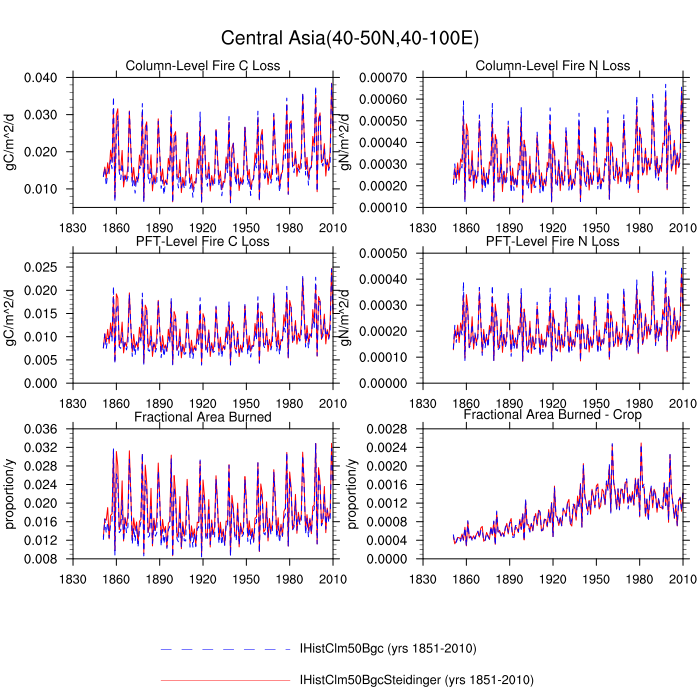 Central Asia(40-50N,40-100E)
Column-Level Fire C Loss
Column-Level Fire N Loss
gC/m^2/d
0.040
0.030
0.020
0.010
1830 1860 1890 1920 1950 1980 2010
gN/m^2/d
0.00070
0.00060
0.00050
0.00040
0.00030
0.00020
0.00010
1830 1860 1890 1920 1950 1980 2010
PFT-Level Fire C Loss
PFT-Level Fire N Loss
gC/m^2/d
0.025
0.020
0.015
0.010
0.005
0.000
1830 1860 1890 1920 1950 1980 2010
gN/m^2/d
0.00050
0.00040
0.00030
0.00020
0.00010
0.00000
1830 1860 1890 1920 1950 1980 2010
Fractional Area Burned
Fractional Area Burned - Crop
proportion/y
0.036
0.032
0.028
0.024
0.020
0.016
0.012
0.008
1830 1860 1890 1920 1950 1980 2010
proportion/y
0.0028
0.0024
0.0020
0.0016
0.0012
0.0008
0.0004
0.0000
1830 1860 1890 1920 1950 1980 2010
IHistClm50Bgc (yrs 1851-2010)
IHistClm50BgcSteidinger (yrs 1851-2010)